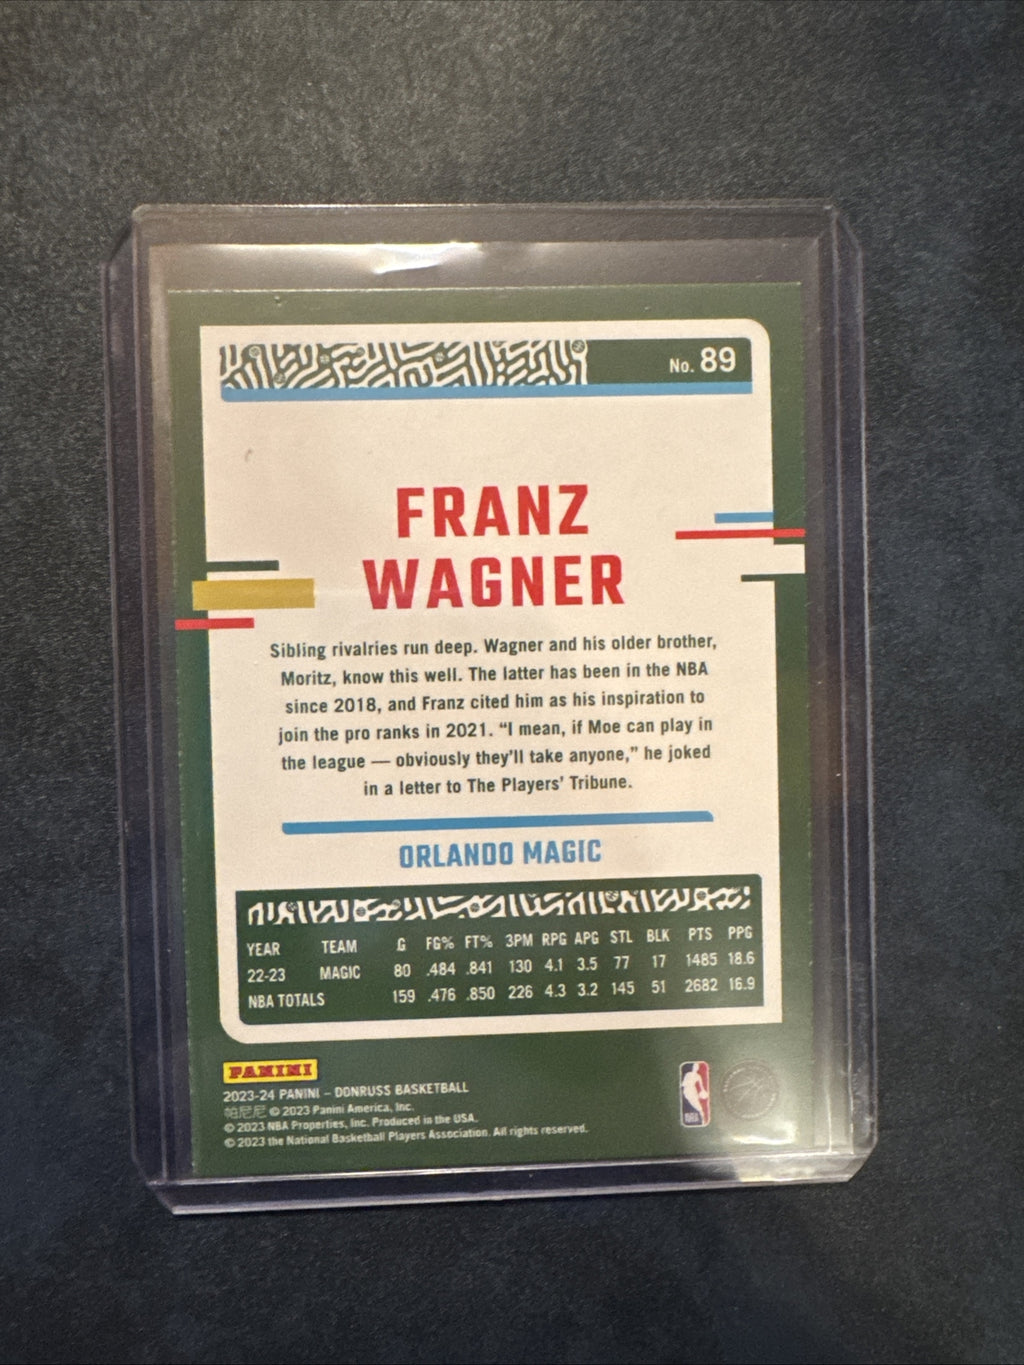 No. 89
FRANZ
WAGNER
Sibling rivalries run deep. Wagner and his older brother,
Moritz, know this well. The latter has been in the NBA
since 2018, and Franz cited him as his inspiration to
join the pro ranks in 2021. “I mean, if Moe can play in
the league — obviously they’ll take anyone,” he joked
in a letter to The Players’ Tribune.
ORLANDO MAGIC
YEAR TEAM G FG% FT% 3PM RPG APG STL BLK PTS PPG
22-23 MAGIC 80 .484 .841 130 4.1 3.5 77 17 1485 18.6
NBA TOTALS 159 .476 .850 226 4.3 3.2 145 51 2682 16.9
PANINI
2023-24 PANINI – DONRUSS BASKETBALL
帕尼尼 © 2023 Panini America, Inc.
© 2023 NBA Properties, Inc. Produced in the USA.
© 2023 the National Basketball Players Association. All rights reserved.
NBA